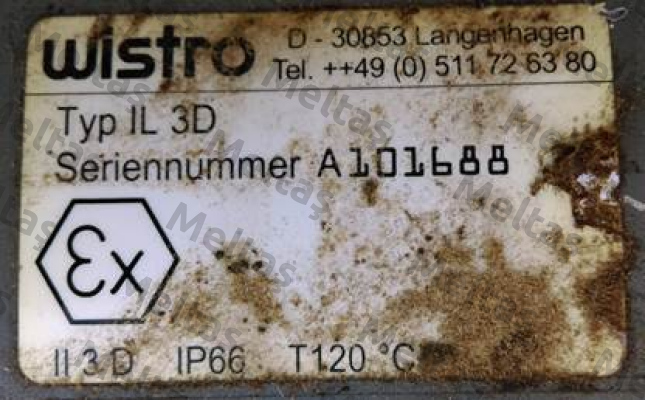 wistro
D - 30853 Langenhagen
Tel. ++49 (0) 511 72 63 80
Typ IL 3D
Seriennummer A101688
Ex
II 3 D IP66 T120 °C
Meltaş